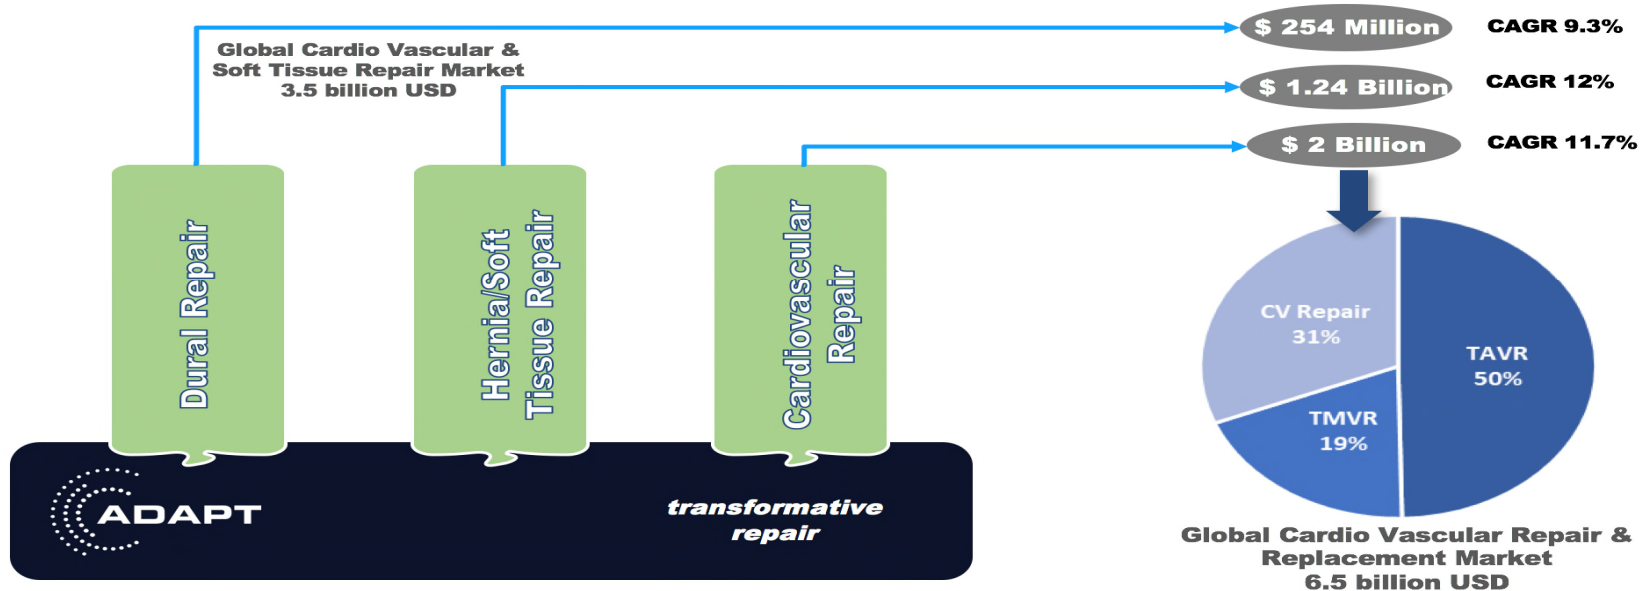 Global Cardio Vascular &
Soft Tissue Repair Market
3.5 billion USD
$ 254 Million
CAGR 9.3%
$ 1.24 Billion
CAGR 12%
$ 2 Billion
CAGR 11.7%
Dural Repair
Hernia/Soft
Tissue Repair
Cardiovascular
Repair
ADAPT
transformative
repair
CV Repair
31%
TAVR
50%
TMVR
19%
Global Cardio Vascular Repair &
Replacement Market
6.5 billion USD